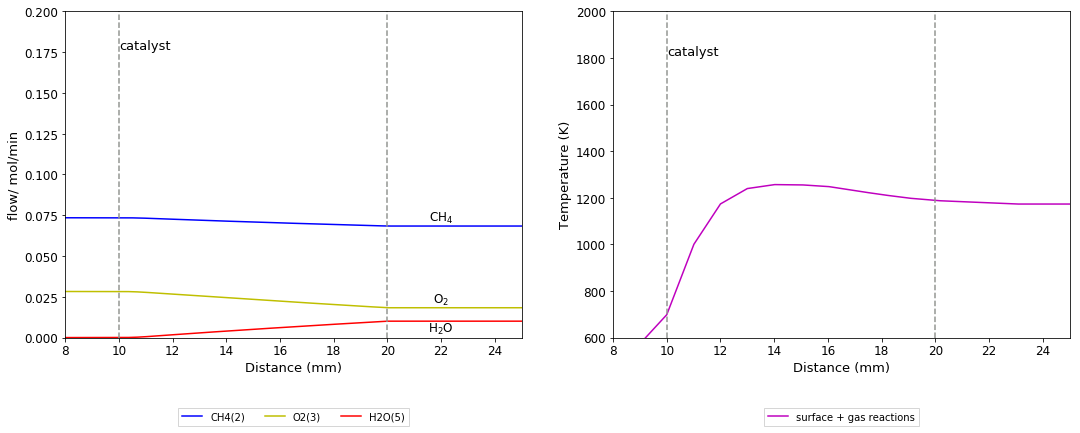 0.200
0.175
0.150
0.125
0.100
0.075
0.050
0.025
0.000
flow/ mol/min
catalyst
CH₄
O₂
H₂O
8 10 12 14 16 18 20 22 24
Distance (mm)
CH4(2) O2(3) H2O(5)
2000
1800
1600
1400
1200
1000
800
600
Temperature (K)
catalyst
8 10 12 14 16 18 20 22 24
Distance (mm)
surface + gas reactions